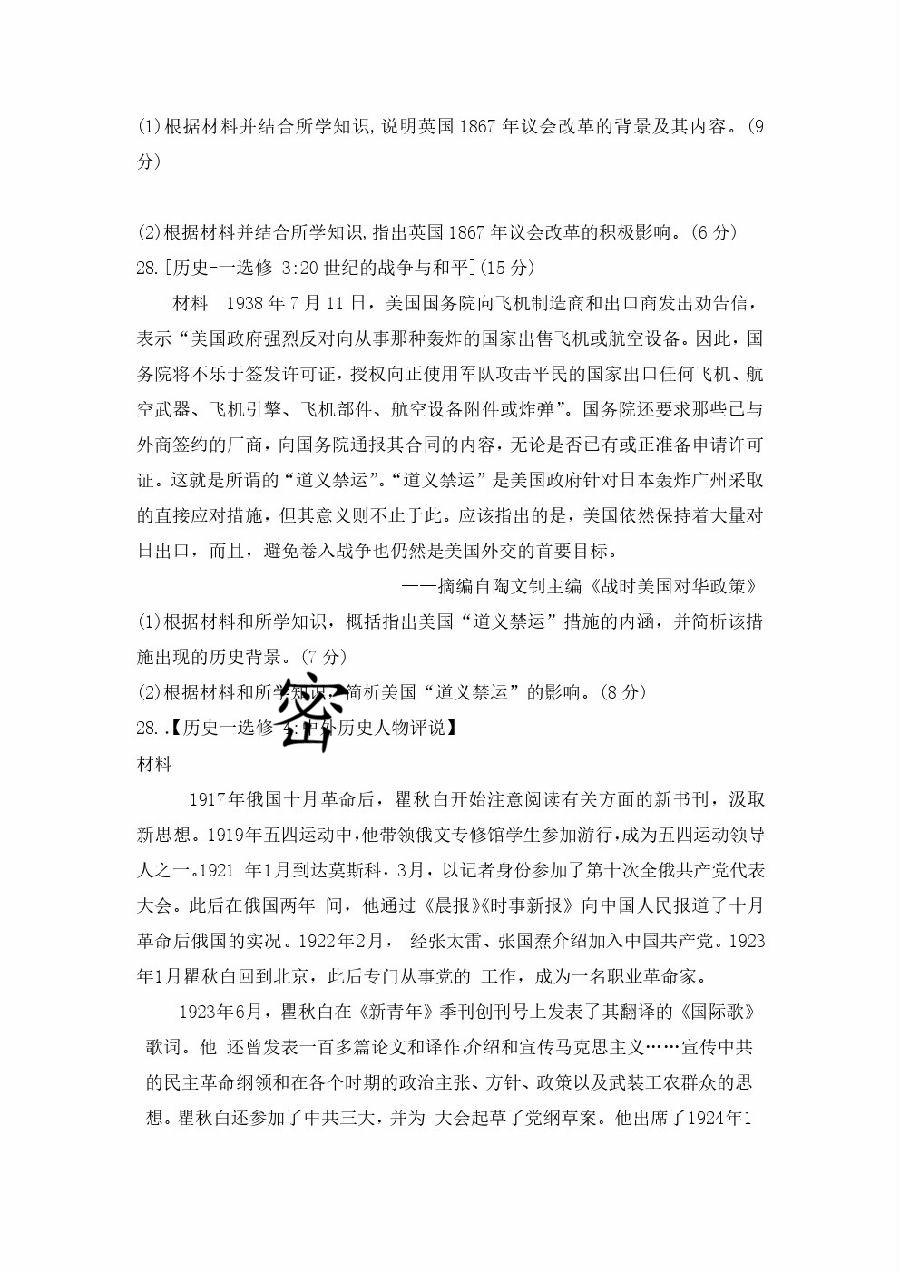 (1)根据材料并结合所学知识,说明英国1867年议会改革的背景及其内容。(9
分)
(2)根据材料并结合所学知识,指出英国1867年议会改革的积极影响。(6分)
28.[历史-一选修 3:20世纪的战争与和平](15分)
材料 1938年7月11日，美国国务院向飞机制造商和出口商发出劝告信，
表示“美国政府强烈反对向从事那种轰炸的国家出售飞机或航空设备。因此，国
务院将不乐于签发许可证，授权向正使用军队攻击平民的国家出口任何飞机、航
空武器、飞机引擎、飞机部件、航空设备附件或炸弹”。国务院还要求那些已与
外商签约的厂商，向国务院通报其合同的内容，无论是否已有或正准备申请许可
证。这就是所谓的“道义禁运”。“道义禁运”是美国政府针对日本轰炸广州采取
的直接应对措施，但其意义则不止于此。应该指出的是，美国依然保持着大量对
日出口，而且，避免卷入战争也仍然是美国外交的首要目标。
——摘编自陶文钊主编《战时美国对华政策》
(1)根据材料和所学知识，概括指出美国“道义禁运”措施的内涵，并简析该措
施出现的历史背景。(7分)
(2)根据材料和所学知识，简析美国“道义禁运”的影响。(8分)
密
28..【历史一选修 4:中外历史人物评说】
材料
1917年俄国十月革命后，瞿秋白开始注意阅读有关方面的新书刊，汲取
新思想。1919年五四运动中,他带领俄文专修馆学生参加游行,成为五四运动领导
人之一。1921 年1月到达莫斯科，3月，以记者身份参加了第十次全俄共产党代表
大会。此后在俄国两年 间，他通过《晨报》《时事新报》向中国人民报道了十月
革命后俄国的实况。1922年2月， 经张太雷、张国焘介绍加入中国共产党。1923
年1月瞿秋白回到北京，此后专门从事党的 工作，成为一名职业革命家。
1923年6月，瞿秋白在《新青年》季刊创刊号上发表了其翻译的《国际歌》
歌词。他 还曾发表一百多篇论文和译作,介绍和宣传马克思主义……宣传中共
的民主革命纲领和在各个时期的政治主张、方针、政策以及武装工农群众的思
想。瞿秋白还参加了中共三大，并为 大会起草了党纲草案。他出席了1924年1